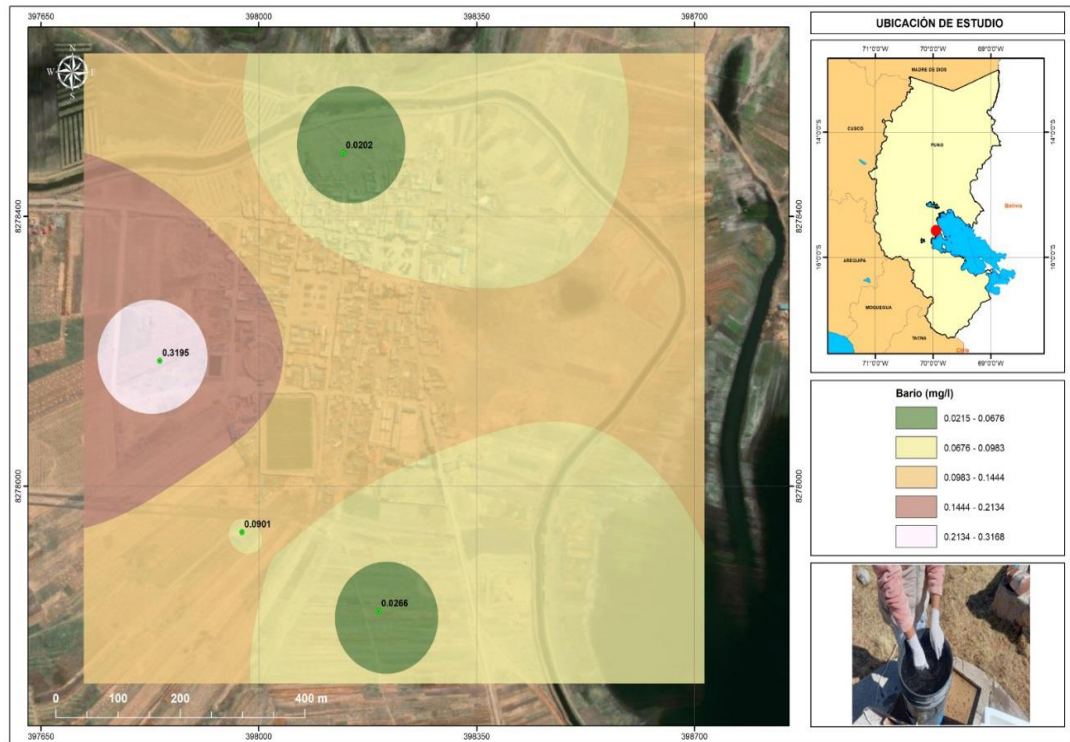 397650 398000 398350 398700
N
W E
S
0.0202
8278400 8278400
0.3195
8278000 8278000
0.0901
0.0266
0 100 200 400 m
397650 398000 398350 398700
UBICACIÓN DE ESTUDIO
71°0'0"W 70°0'0"W 69°0'0"W
MADRE DE DIOS
14°0'0"S 14°0'0"S
CUSCO
PUNO
Bolivia
16°0'0"S 16°0'0"S
AREQUIPA
MOQUEGUA
TACNA
71°0'0"W 70°0'0"W 69°0'0"W
Bario (mg/l)
0.0215 - 0.0676
0.0676 - 0.0983
0.0983 - 0.1444
0.1444 - 0.2134
0.2134 - 0.3168